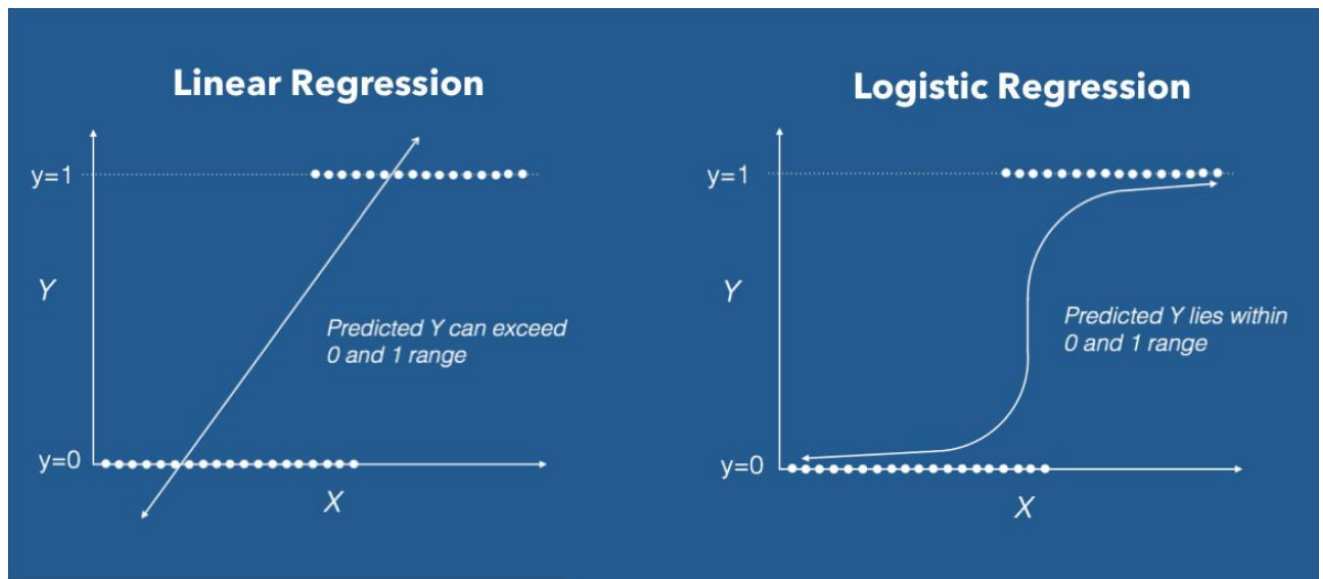 Linear Regression
y=1
Y
Predicted Y can exceed
0 and 1 range
y=0
X
Logistic Regression
y=1
Y
Predicted Y lies within
0 and 1 range
y=0
X